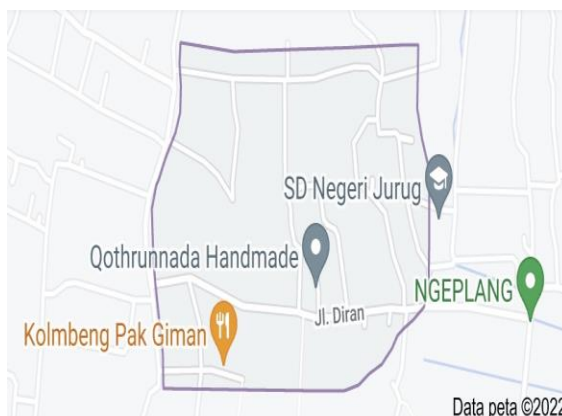 SD Negeri Jurug
Qothrunnada Handmade
NGEPLANG
Jl. Diran
Kolmbeng Pak Giman
Data peta ©2022